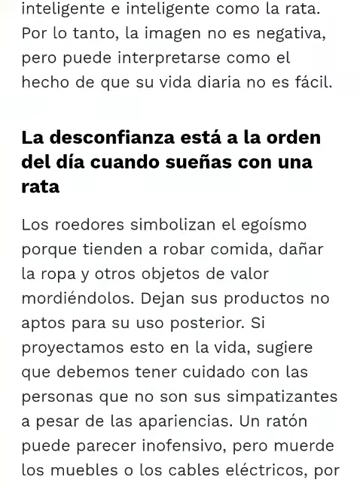 inteligente e inteligente como la rata.
Por lo tanto, la imagen no es negativa,
pero puede interpretarse como el
hecho de que su vida diaria no es fácil.
La desconfianza está a la orden
del día cuando sueñas con una
rata
Los roedores simbolizan el egoísmo
porque tienden a robar comida, dañar
la ropa y otros objetos de valor
mordiéndolos. Dejan sus productos no
aptos para su uso posterior. Si
proyectamos esto en la vida, sugiere
que debemos tener cuidado con las
personas que no son sus simpatizantes
a pesar de las apariencias. Un ratón
puede parecer inofensivo, pero muerde
los muebles o los cables eléctricos, por